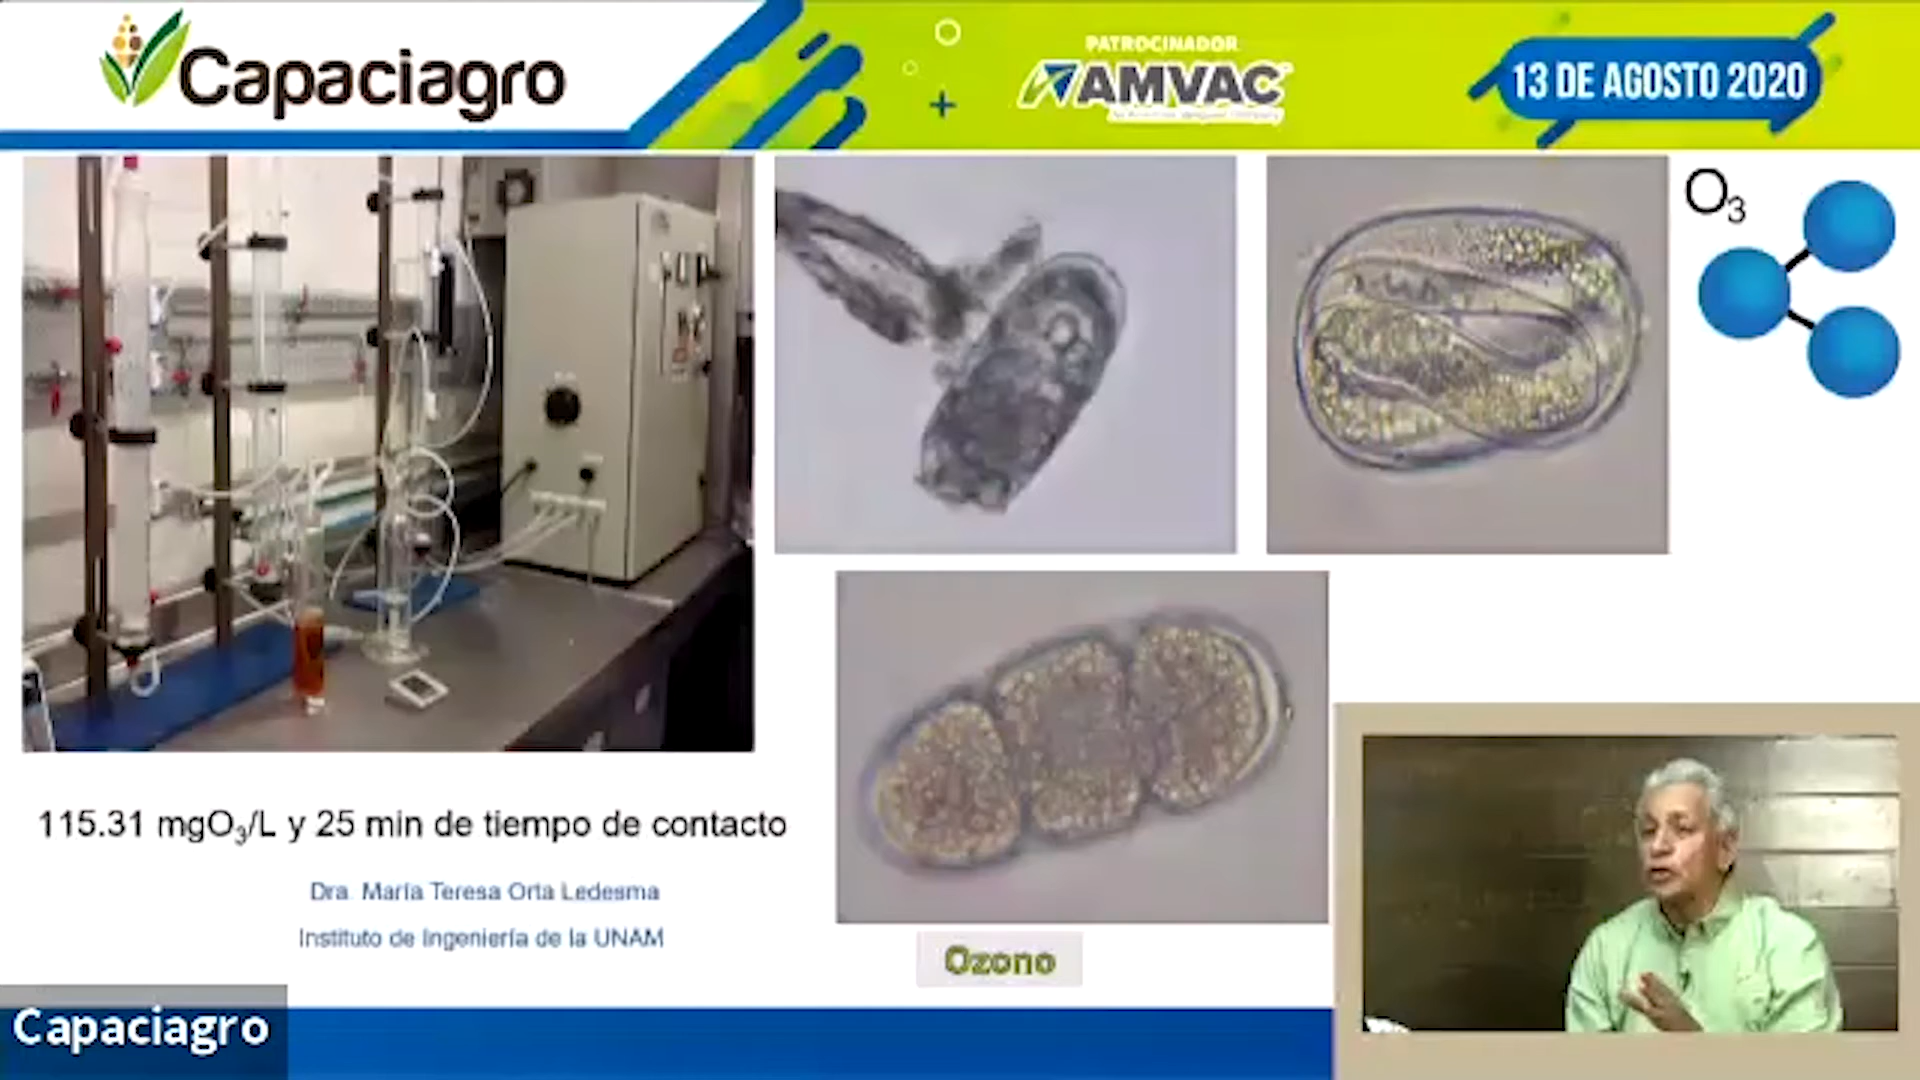 Capaciagro
PATROCINADOR
AMVAC
13 DE AGOSTO 2020
O₃
115.31 mgO₃/L y 25 min de tiempo de contacto
Dra. María Teresa Orta Ledesma
Instituto de Ingeniería de la UNAM
Ozono
Capaciagro